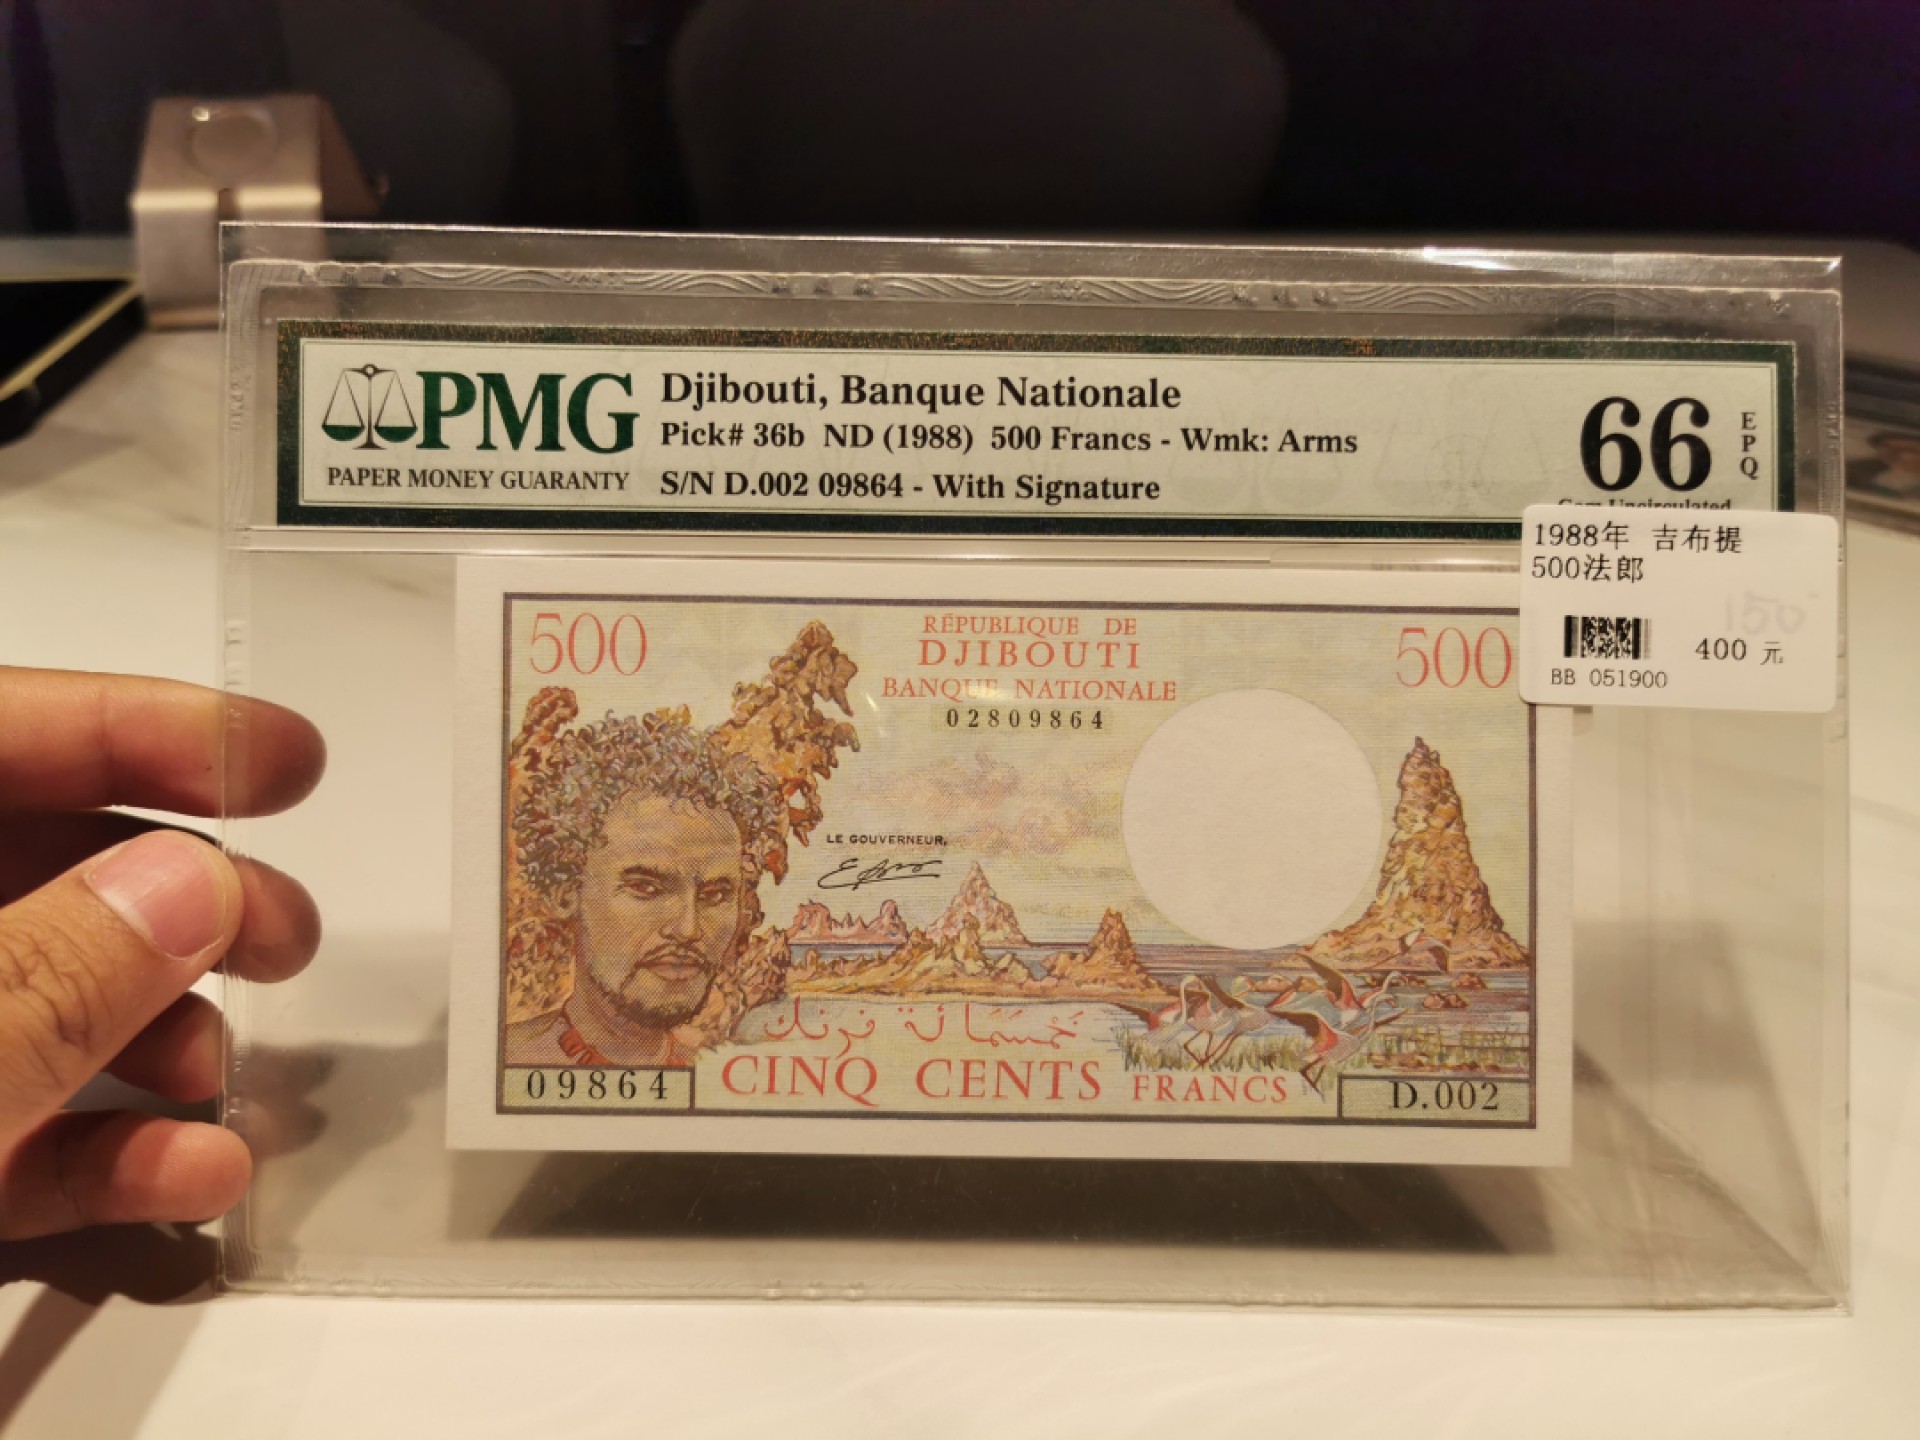 PMG
PAPER MONEY GUARANTY
Djibouti, Banque Nationale
Pick# 36b ND (1988) 500 Francs - Wmk: Arms
S/N D.002 09864 - With Signature
66 EPQ
Gem Uncirculated
1988年 吉布提
500法郎
150
400 元
BB 051900
500
RÉPUBLIQUE DE
DJIBOUTI
BANQUE NATIONALE
02809864
500
LE GOUVERNEUR,
خمسمائة فرنك
CINQ CENTS FRANCS
09864
D.002